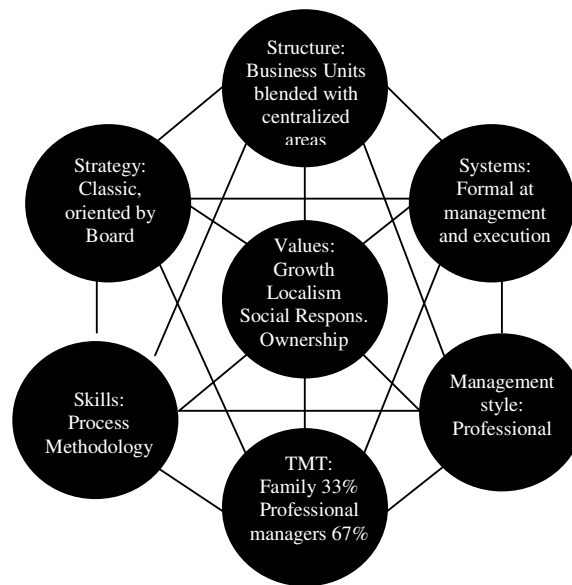 Structure:
Business Units
blended with
centralized
areas
Strategy:
Classic,
oriented by
Board
Systems:
Formal at
management
and execution
Values:
Growth
Localism
Social Respons.
Ownership
Skills:
Process
Methodology
Management
style:
Professional
TMT:
Family 33%
Professional
managers 67%